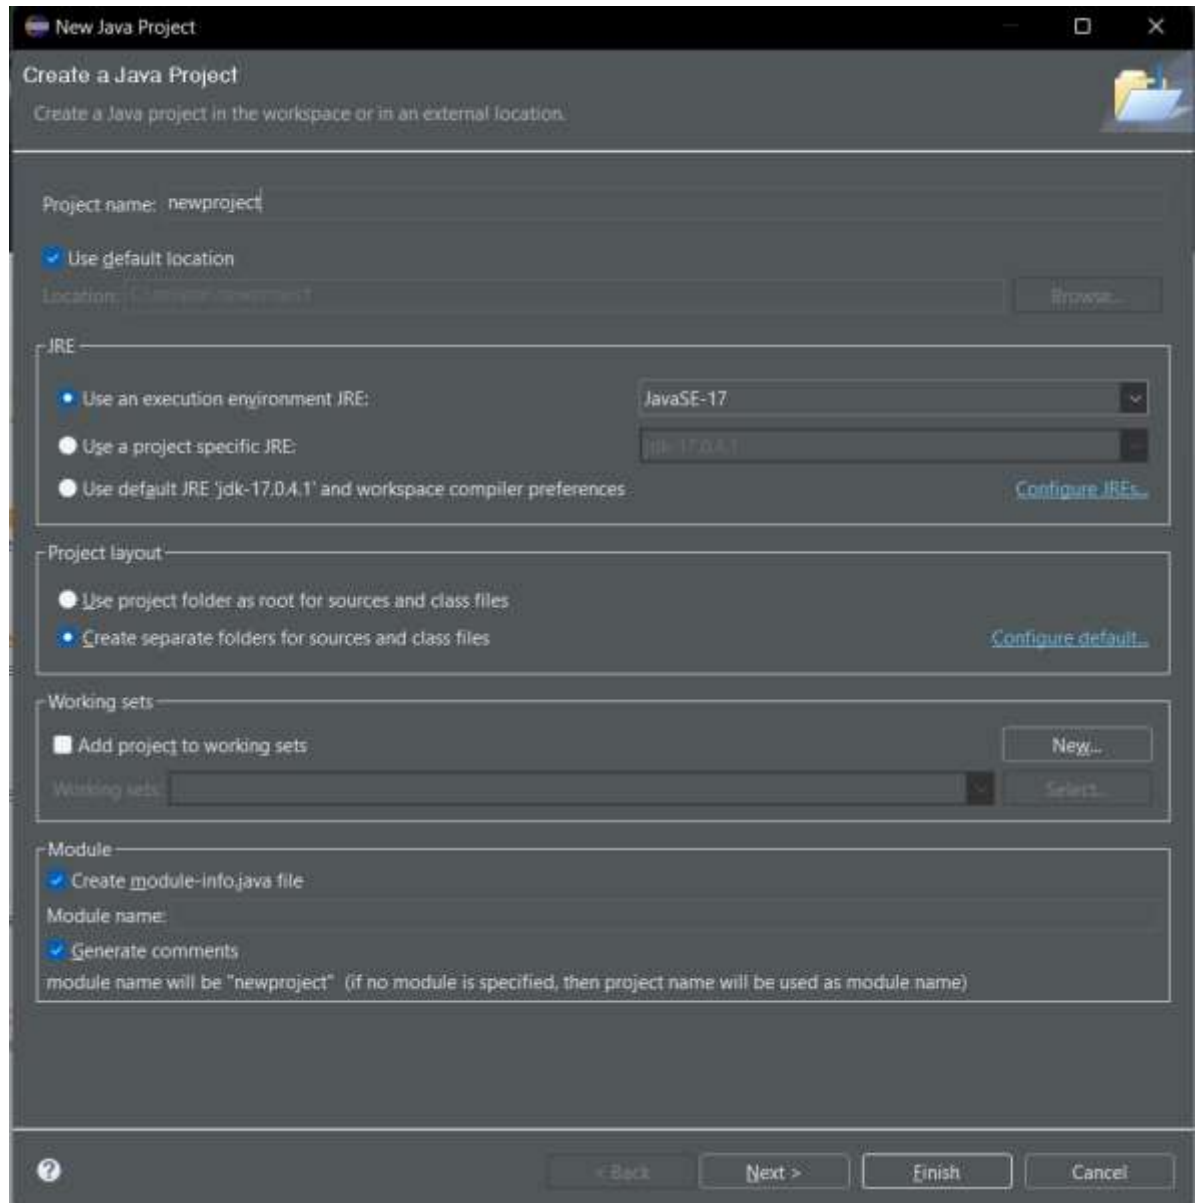 New Java Project
Create a Java Project
Create a Java project in the workspace or in an external location.
Project name: newproject
Use default location
Location:
Browse...
JRE
Use an execution environment JRE: JavaSE-17
Use a project specific JRE: jdk-17.0.4.1
Use default JRE 'jdk-17.0.4.1' and workspace compiler preferences Configure JREs...
Project layout
Use project folder as root for sources and class files
Create separate folders for sources and class files Configure default...
Working sets
Add project to working sets New...
Working sets: Select...
Module
Create module-info.java file
Module name:
Generate comments
module name will be "newproject" (if no module is specified, then project name will be used as module name)
? < Back Next > Finish Cancel